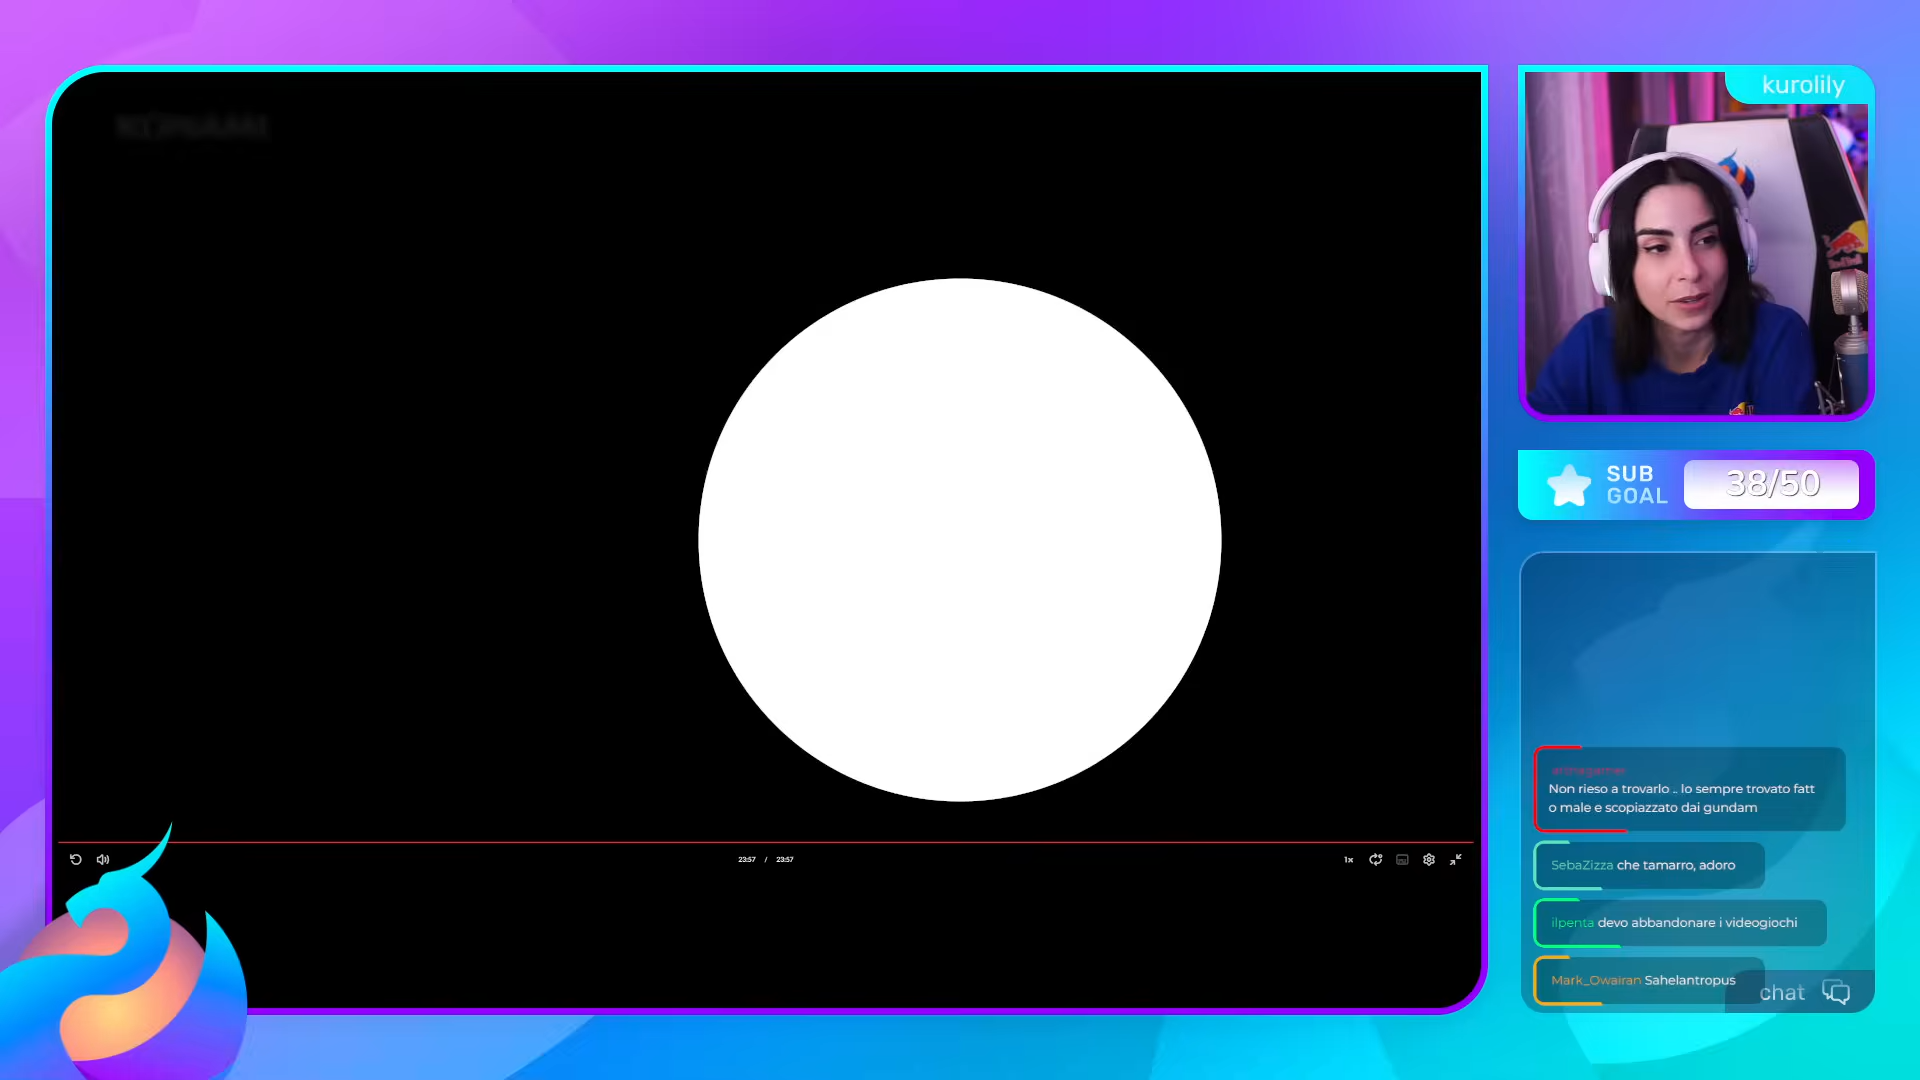 kurolily
SUB
GOAL
38/50
Non rieso a trovarlo .. lo sempre trovato fatt
o male e scopiazzato dai gundam
SebaZizza che tamarro, adoro
ilpenta devo abbandonare i videogiochi
Mark_Owairan Sahelantropus
chat
23:57 / 23:57
1x